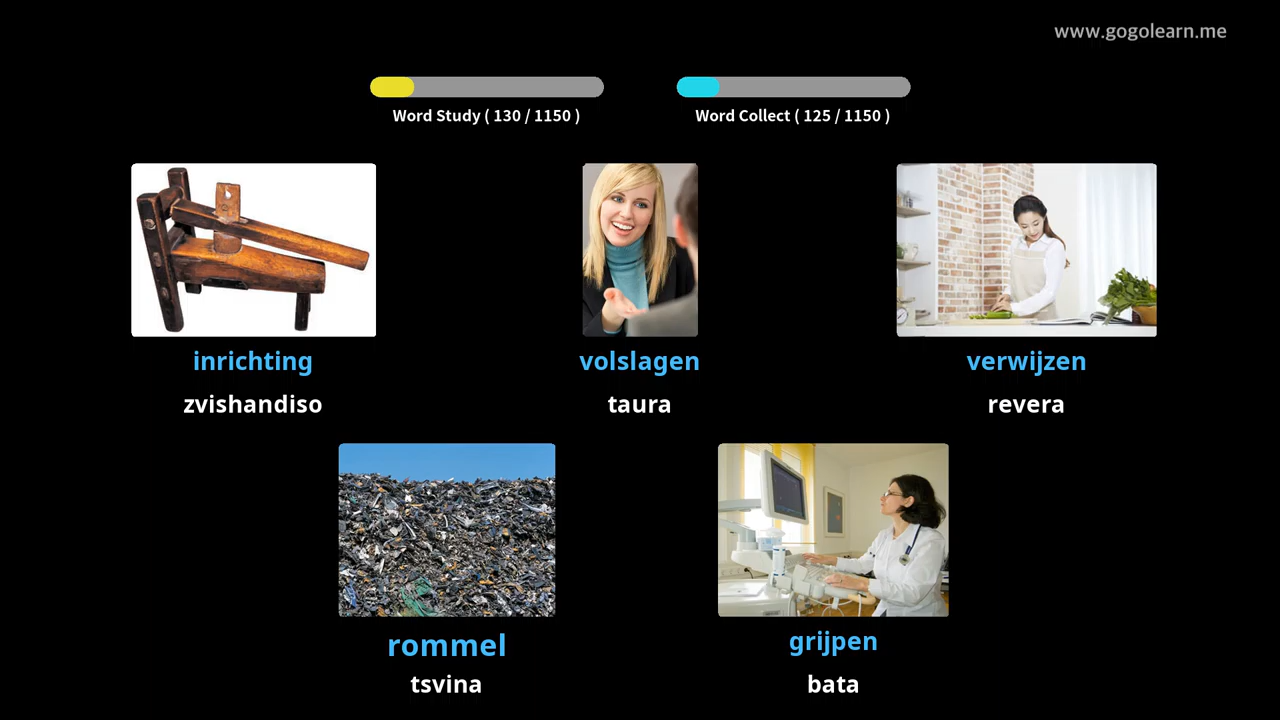 www.gogolearn.me
Word Study ( 130 / 1150 )
Word Collect ( 125 / 1150 )
inrichting
zvishandiso
volslagen
taura
verwijzen
revera
rommel
tsvina
grijpen
bata